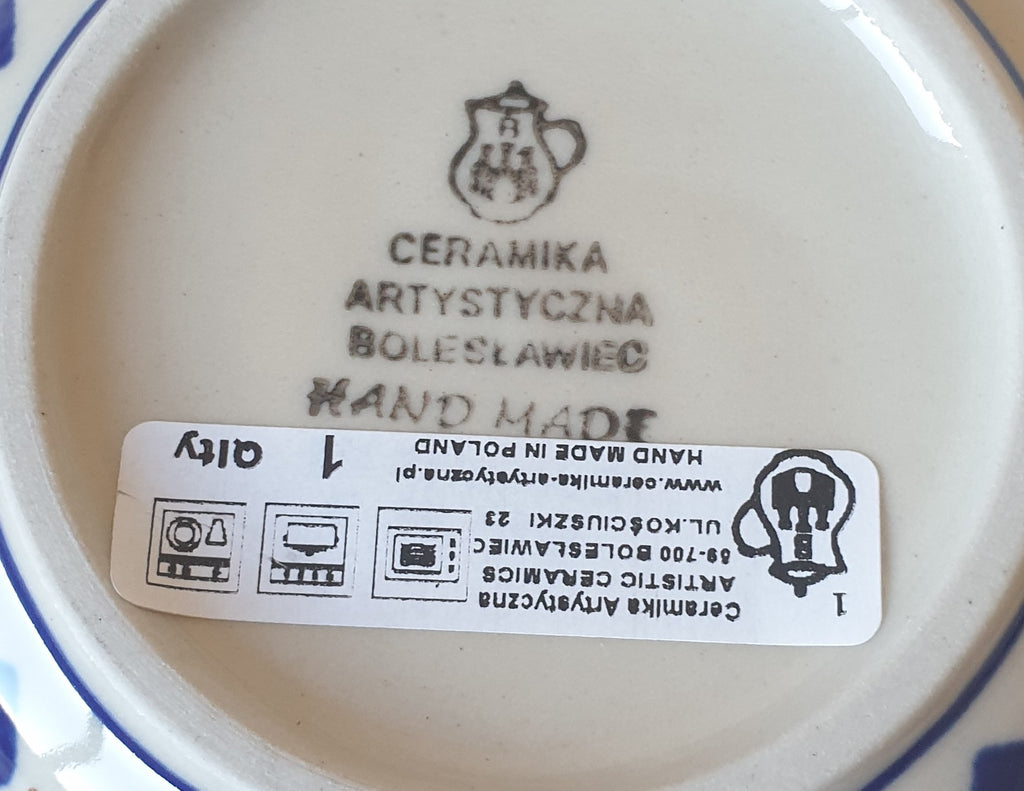 A
CERAMIKA
ARTYSTYCZNA
BOLESŁAWIEC
HAND MADE
1
B
Ceramika Artystyczna
ARTISTIC CERAMICS
59-700 BOLESŁAWIEC
UL.KOŚCIUSZKI 23
www.ceramika-artystyczna.pl
HAND MADE IN POLAND
1 Qlty